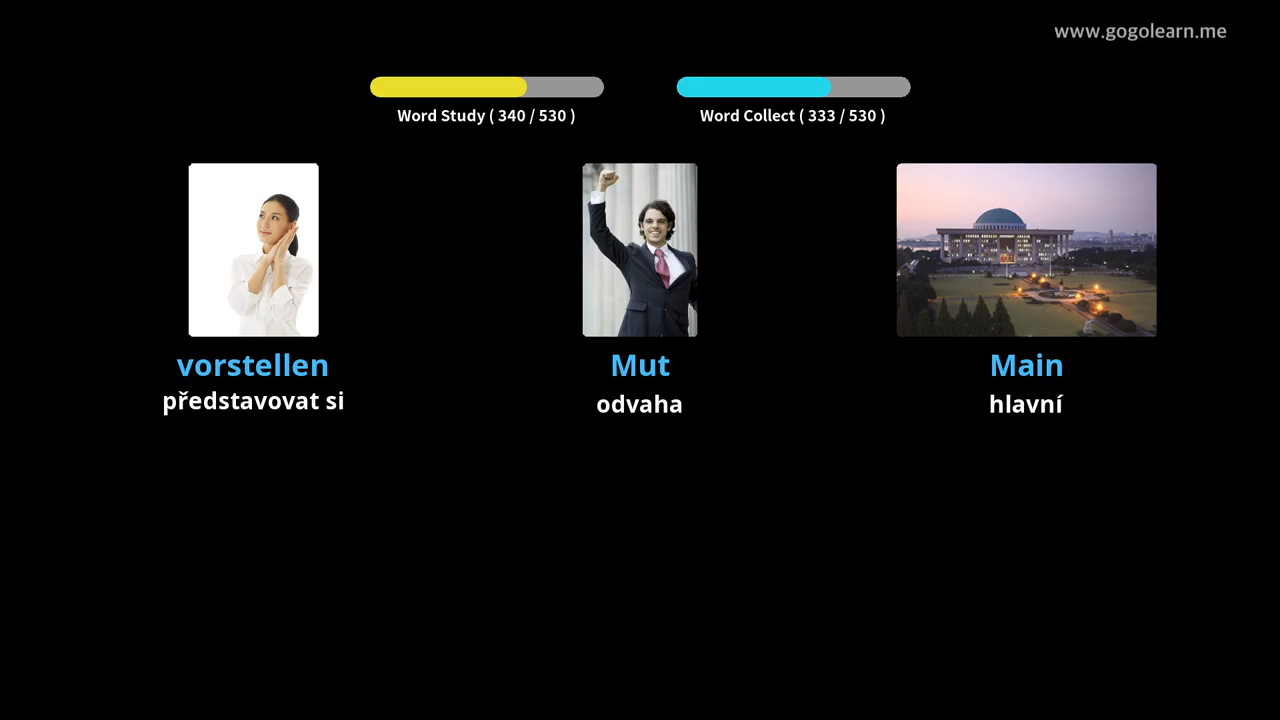 www.gogolearn.me
Word Study ( 340 / 530 )
Word Collect ( 333 / 530 )
vorstellen
představovat si
Mut
odvaha
Main
hlavní